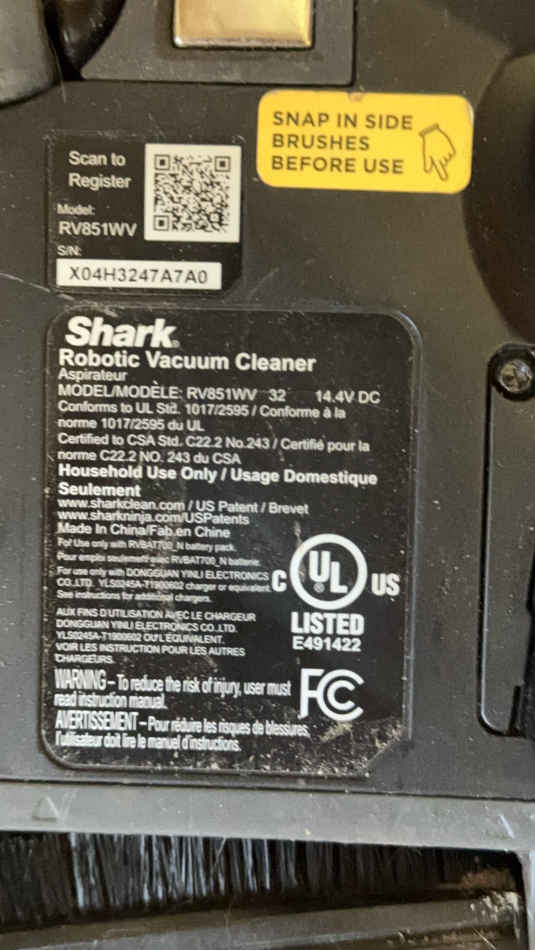 SNAP IN SIDE
BRUSHES
BEFORE USE
Scan to
Register
Model:
RV851WV
S/N:
X04H3247A7A0
Shark
Robotic Vacuum Cleaner
Aspirateur
MODEL/MODÈLE: RV851WV 32 14.4V DC
Conforms to UL Std. 1017/2595 / Conforme à la
norme 1017/2595 du UL
Certified to CSA Std. C22.2 No.243 / Certifié pour la
norme C22.2 NO. 243 du CSA
Household Use Only / Usage Domestique
Seulement
www.sharkclean.com / US Patent / Brevet
www.sharkninja.com/USPatents
Made In China/Fab.en Chine
For Use only with RVBAT700_N battery pack.
Pour emploi seulement avec RVBAT700_N batterie.
For use only with DONGGUAN YINLI ELECTRONICS
CO.,LTD. YLS0245A-T1900602 charger or equivalent.
See instructions for additional chargers.
AUX FINS D'UTILISATION AVEC LE CHARGEUR
DONGGUAN YINLI ELECTRONICS CO.,LTD.
YLS0245A-T1900602 OU L'EQUIVALENT.
VOIR LES INSTRUCTION POUR LES AUTRES
CHARGEURS.
C UL US
LISTED
E491422
WARNING – To reduce the risk of injury, user must
read instruction manual.
AVERTISSEMENT – Pour réduire les risques de blessures,
l'utilisateur doit lire le manuel d'instructions.
FC